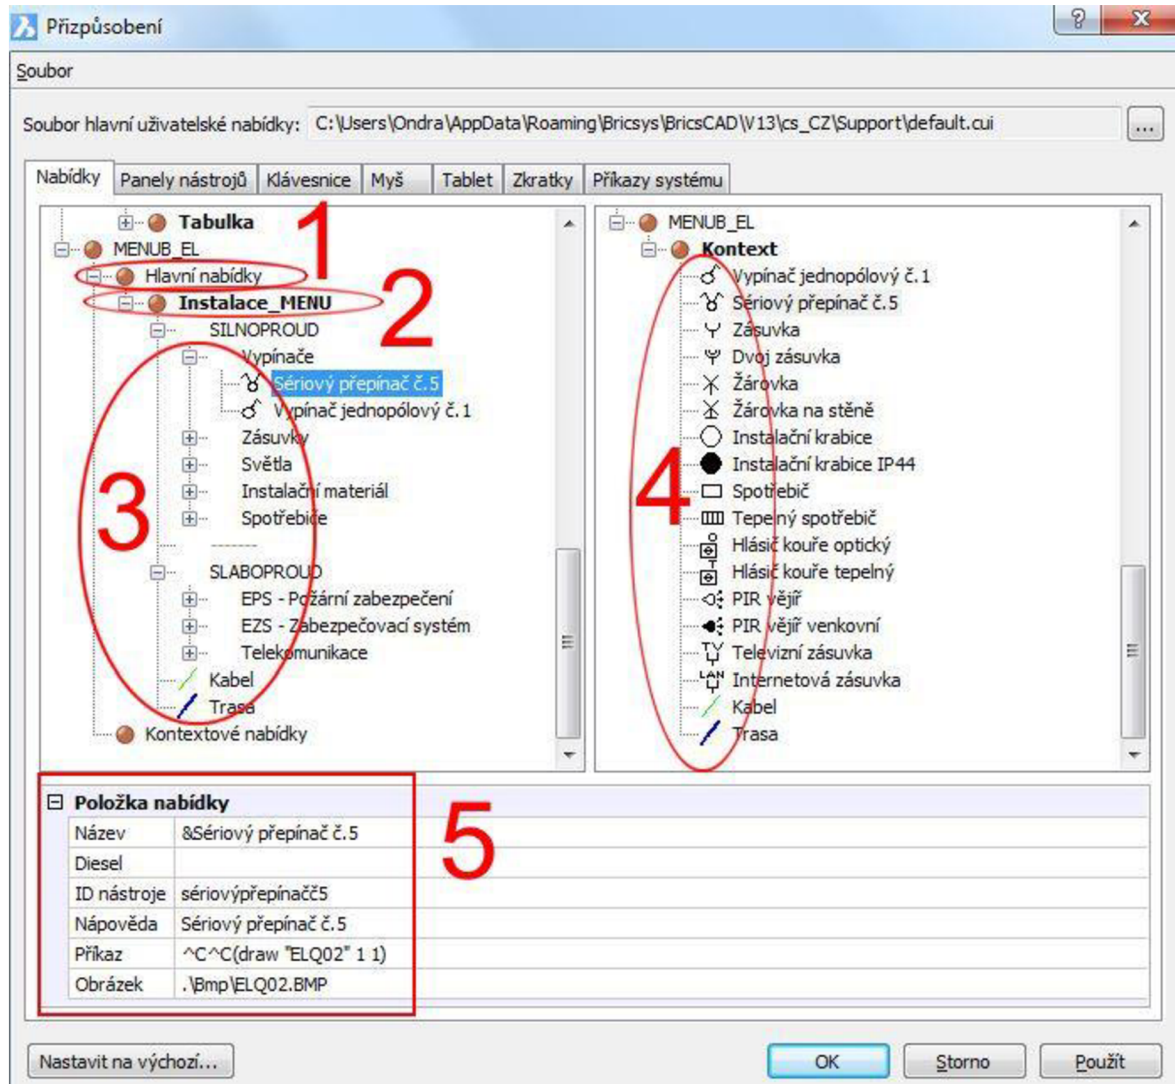 Přizpůsobení
Soubor
Soubor hlavní uživatelské nabídky: C:\Users\Ondra\AppData\Roaming\Bricsys\BricsCAD\V13\cs_CZ\Support\default.cui ...
Nabídky Panely nástrojů Klávesnice Myš Tablet Zkratky Příkazy systému
Tabulka
MENUB_EL
Hlavní nabídky
1
Instalace_MENU
2
SILNOPROUD
Vypínače
Sériový přepínač č.5
Vypínač jednopólový č.1
Zásuvky
Světla
Instalační materiál
Spotřebiče
-------
3
SLABOPROUD
EPS - Požární zabezpečení
EZS - Zabezpečovací systém
Telekomunikace
Kabel
Trasa
Kontextové nabídky
MENUB_EL
Kontext
Vypínač jednopólový č.1
Sériový přepínač č.5
Zásuvka
Dvoj zásuvka
Žárovka
Žárovka na stěně
Instalační krabice
Instalační krabice IP44
4
Spotřebič
Tepelný spotřebič
Hlásič kouře optický
T
Hlásič kouře tepelný
PIR vějíř
PIR vějíř venkovní
TV Televizní zásuvka
LAN Internetová zásuvka
Kabel
Trasa
Položka nabídky
5
Název &Sériový přepínač č.5
Diesel
ID nástroje sériovýpřepínačč5
Nápověda Sériový přepínač č.5
Příkaz ^C^C(draw "ELQ02" 1 1)
Obrázek .\Bmp\ELQ02.BMP
Nastavit na výchozí... OK Storno Použít